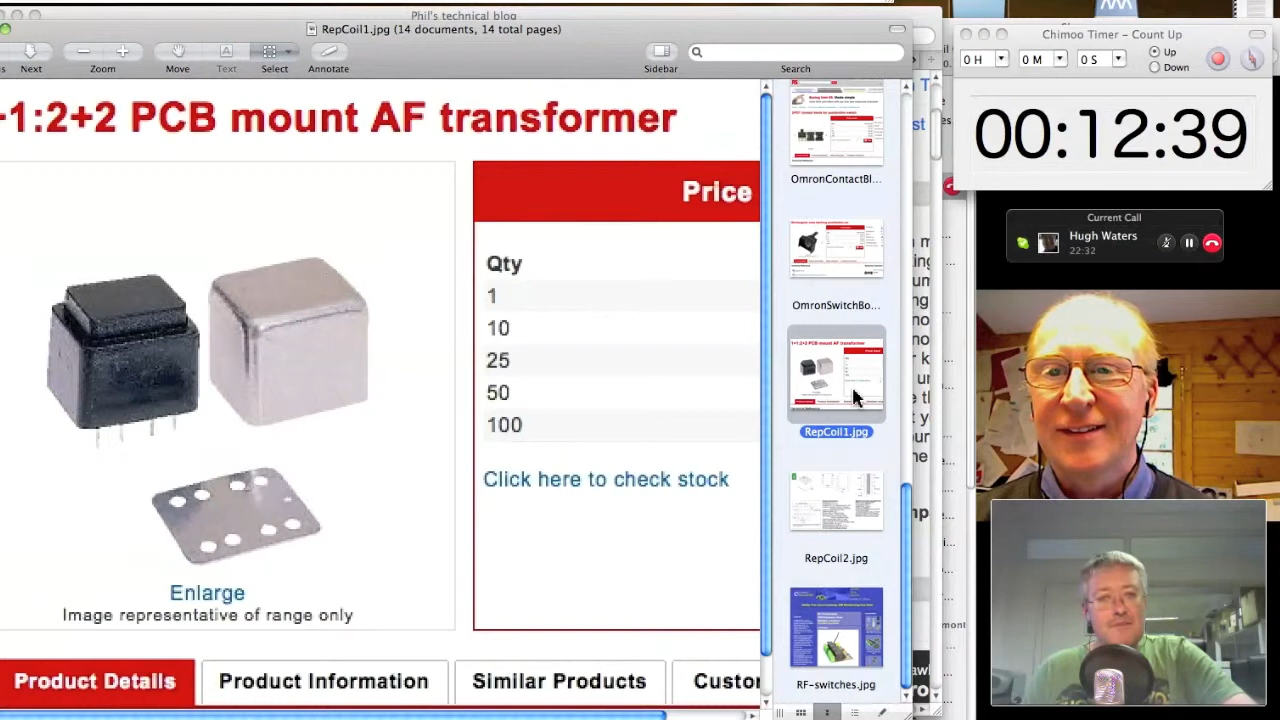 Phil's technical blog
RepCoil1.jpg (14 documents, 14 total pages)
Next
Zoom
Move
Text
Select
Annotate
Sidebar
Search
1:2+2 PCB mount AF transformer
Price
Qty
1
10
25
50
100
Click here to check stock
Enlarge
Image representative of range only
Product Details
Product Information
Similar Products
OmronContactBl...
OmronSwitchBo...
RepCoil1.jpg
RepCoil2.jpg
RF-switches.jpg
Chimoo Timer - Count Up
0 H
0 M
0 S
Up
Down
00:12:39
Current Call
Hugh Waters
22:32